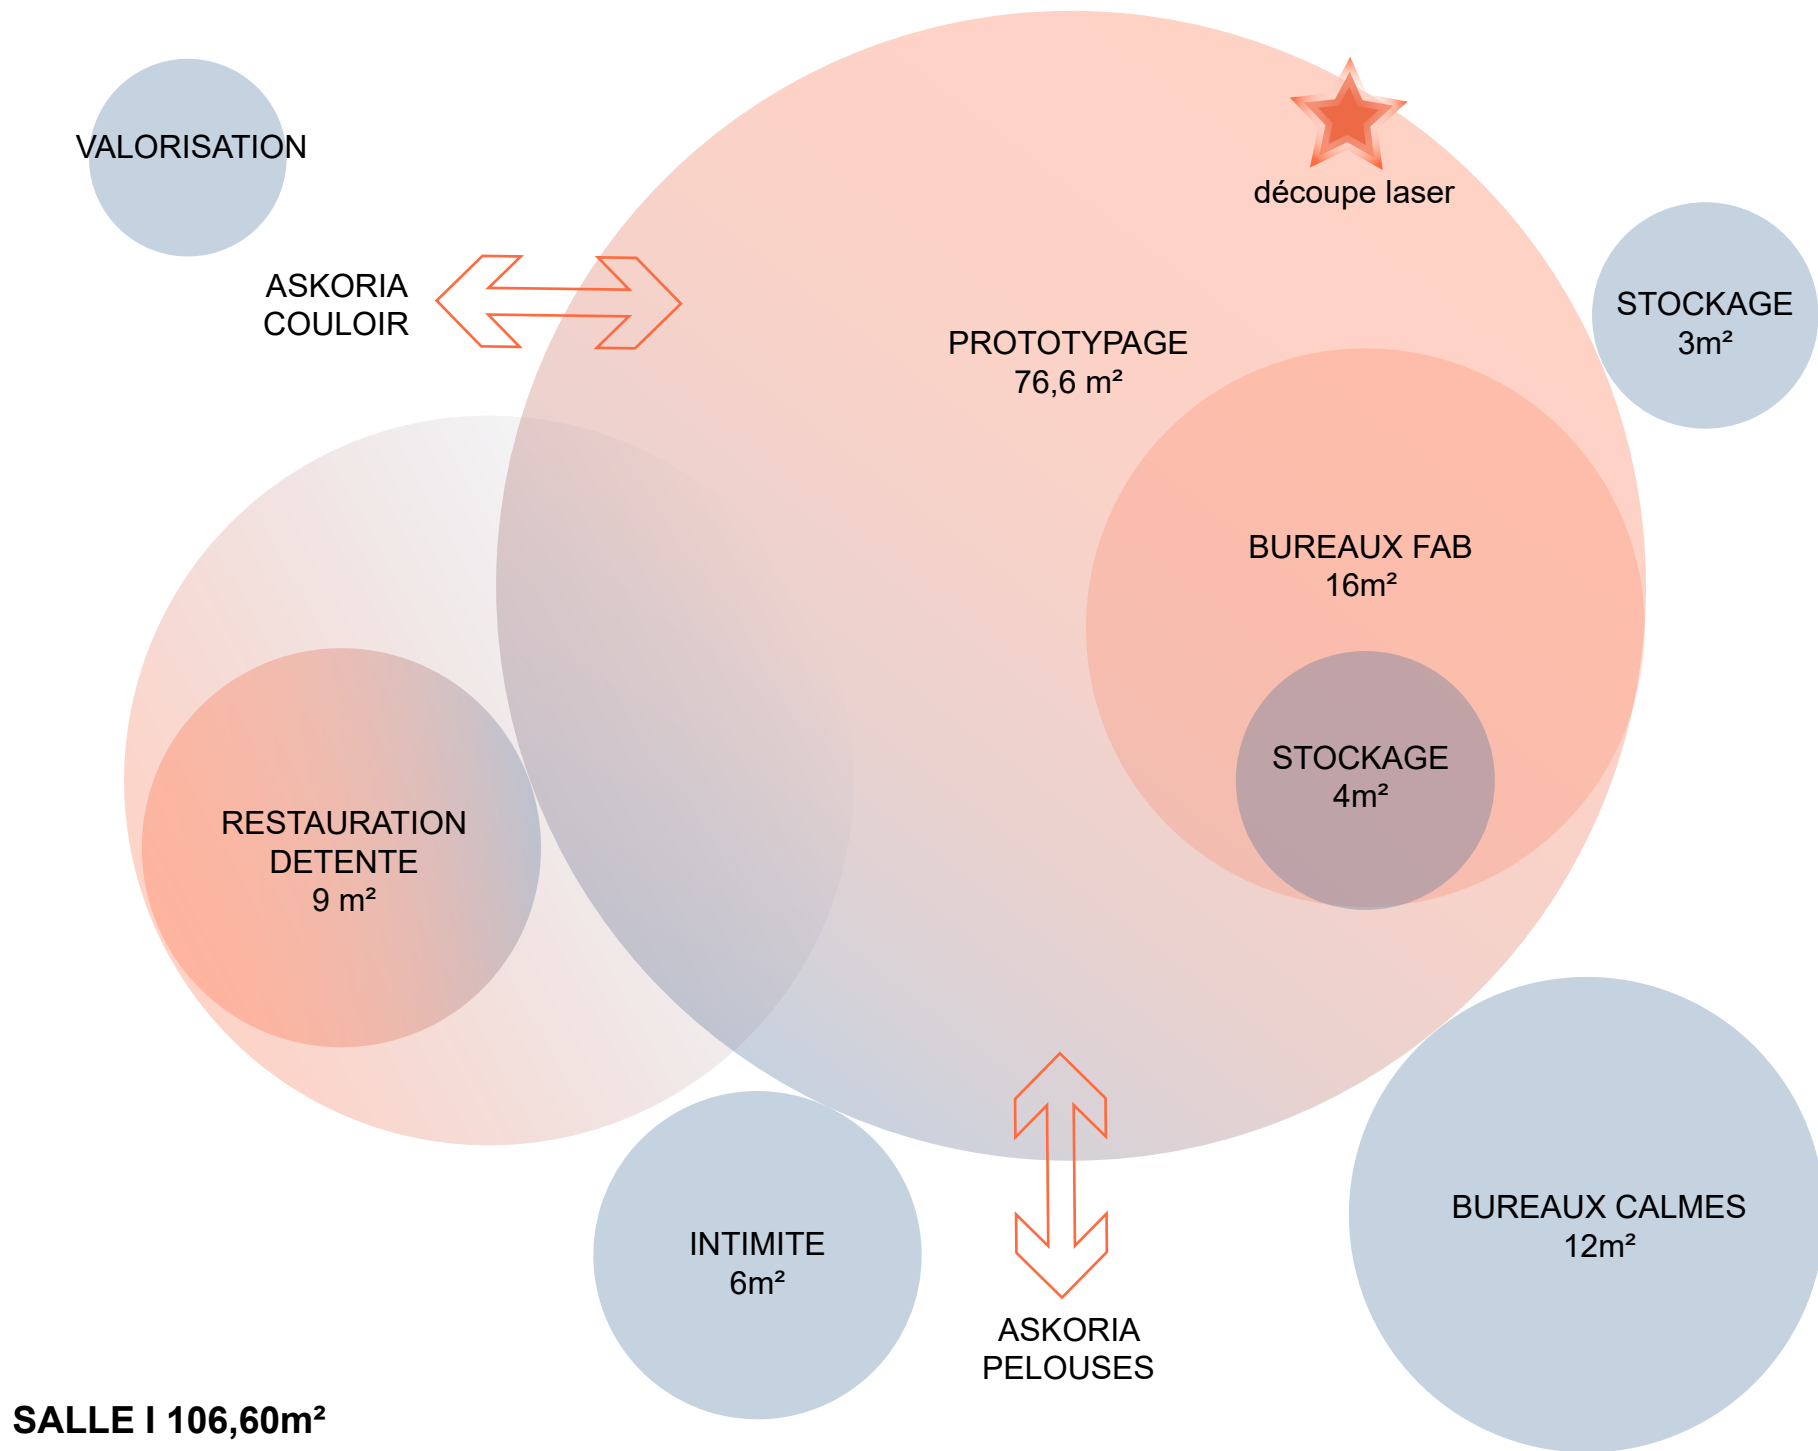 VALORISATION
découpe laser
ASKORIA
COULOIR
STOCKAGE
3m²
PROTOTYPAGE
76,6 m²
BUREAUX FAB
16m²
STOCKAGE
4m²
RESTAURATION
DETENTE
9 m²
BUREAUX CALMES
12m²
INTIMITE
6m²
ASKORIA
PELOUSES
SALLE I 106,60m²